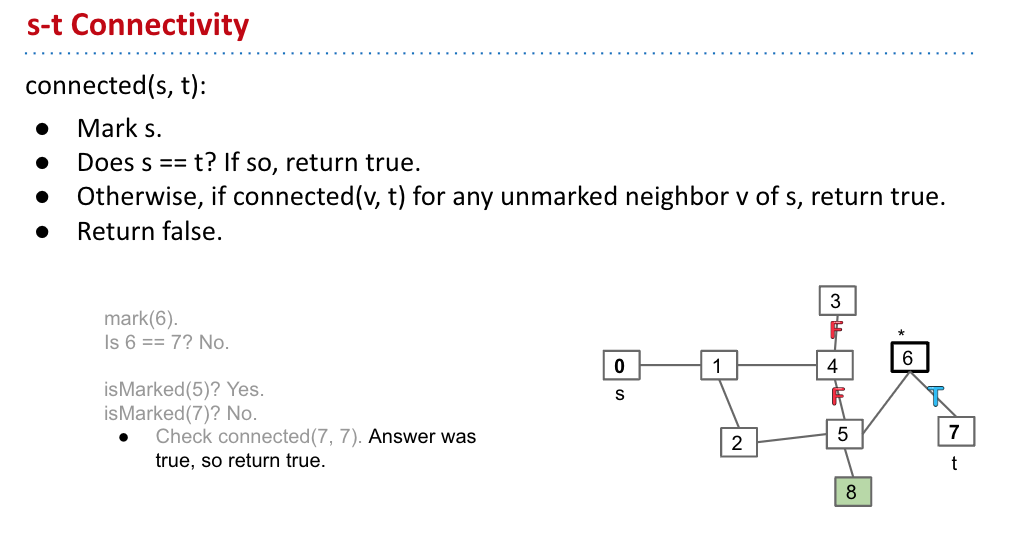 s-t Connectivity
connected(s, t):
● Mark s.
● Does s == t? If so, return true.
● Otherwise, if connected(v, t) for any unmarked neighbor v of s, return true.
● Return false.
mark(6).
Is 6 == 7? No.
isMarked(5)? Yes.
isMarked(7)? No.
● Check connected(7, 7). Answer was
true, so return true.
3
F
*
0
1
4
6
s
F
T
2
5
7
t
8